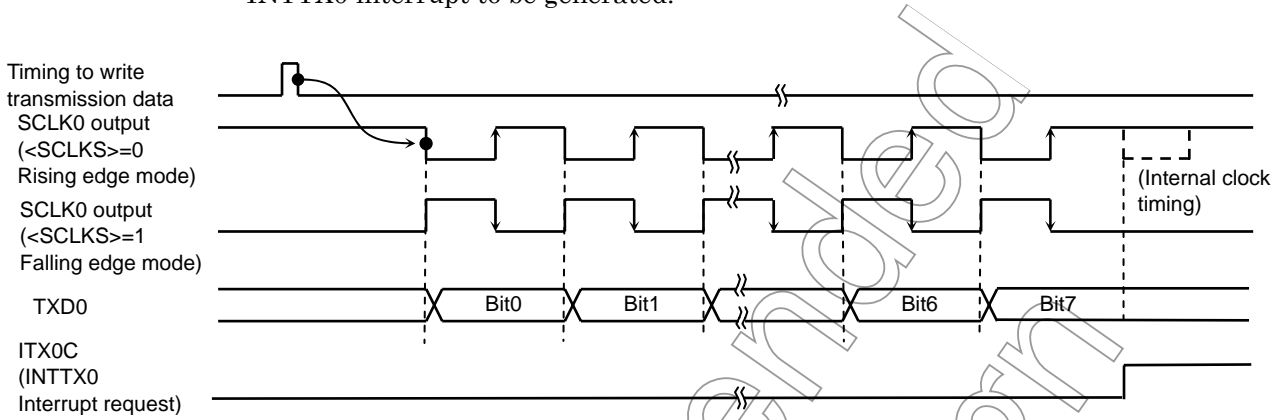 INTTX0 interrupt to be generated.
Timing to write
transmission data
SCLK0 output
(<SCLKS>=0
Rising edge mode)
(Internal clock
timing)
SCLK0 output
(<SCLKS>=1
Falling edge mode)
TXD0
Bit0
Bit1
Bit6
Bit7
ITX0C
(INTTX0
Interrupt request)